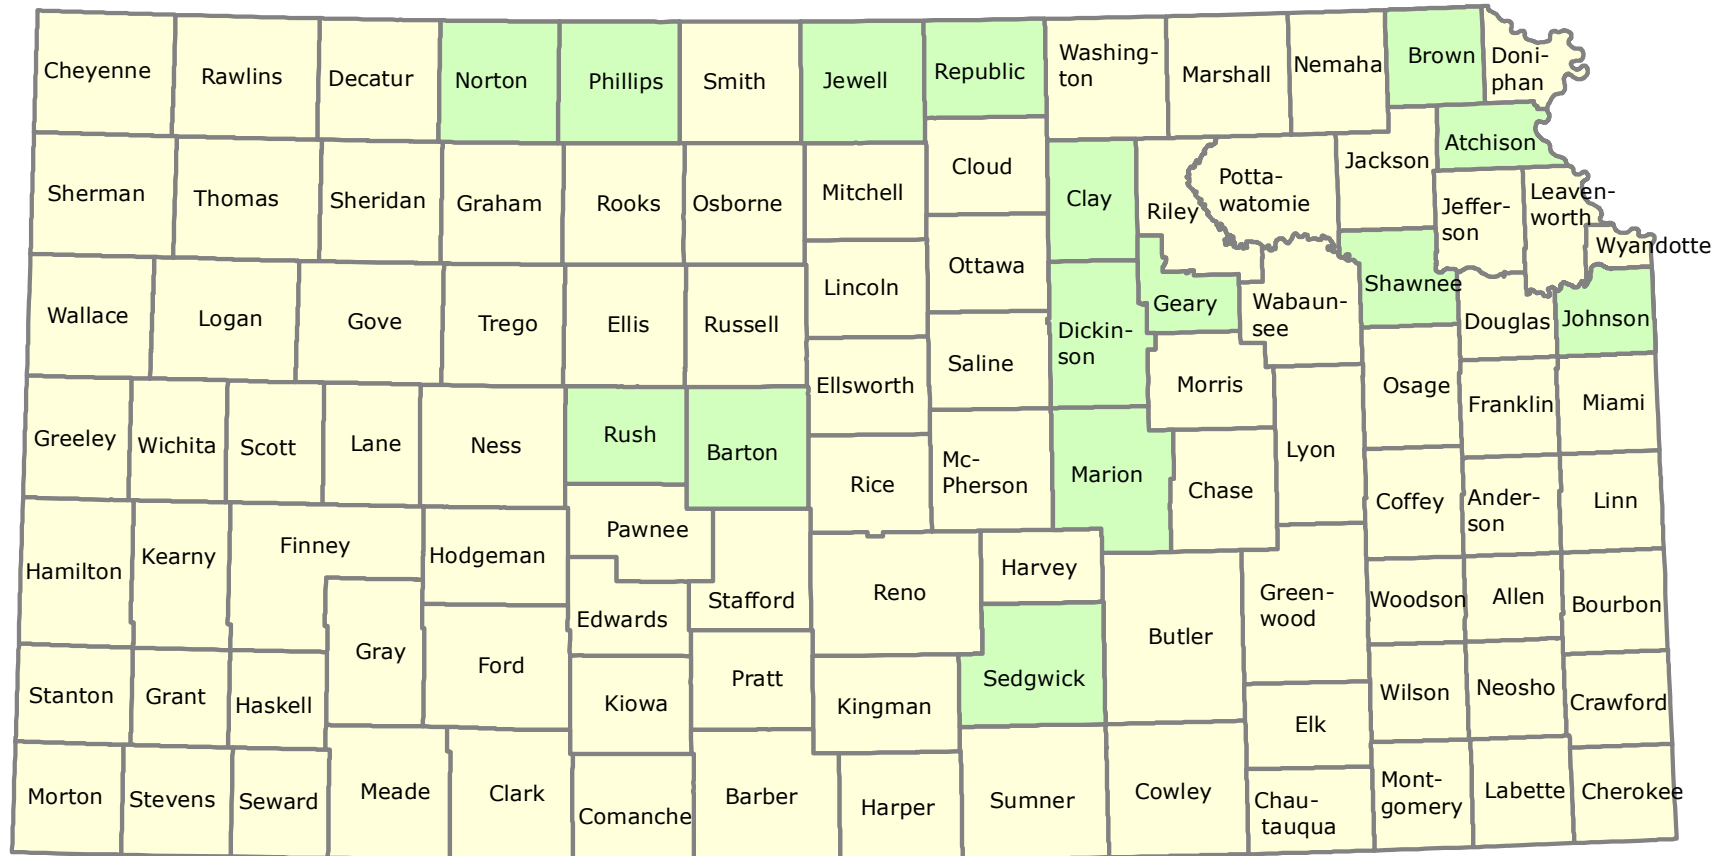 Cheyenne
Rawlins
Decatur
Norton
Phillips
Smith
Jewell
Republic
Washing-
ton
Marshall
Nemaha
Brown
Doni-
phan
Sherman
Thomas
Sheridan
Graham
Rooks
Osborne
Mitchell
Cloud
Clay
Riley
Potta-
watomie
Jackson
Atchison
Jeffer-
son
Leaven-
worth
Wyandotte
Wallace
Logan
Gove
Trego
Ellis
Russell
Lincoln
Ottawa
Dickin-
son
Geary
Wabaun-
see
Shawnee
Douglas
Johnson
Ellsworth
Saline
Morris
Osage
Franklin
Miami
Greeley
Wichita
Scott
Lane
Ness
Rush
Barton
Rice
Mc-
Pherson
Marion
Chase
Lyon
Coffey
Ander-
son
Linn
Hamilton
Kearny
Finney
Hodgeman
Pawnee
Edwards
Stafford
Reno
Harvey
Butler
Green-
wood
Woodson
Allen
Bourbon
Stanton
Grant
Haskell
Gray
Ford
Kiowa
Pratt
Kingman
Sedgwick
Elk
Wilson
Neosho
Crawford
Morton
Stevens
Seward
Meade
Clark
Comanche
Barber
Harper
Sumner
Cowley
Chau-
tauqua
Mont-
gomery
Labette
Cherokee